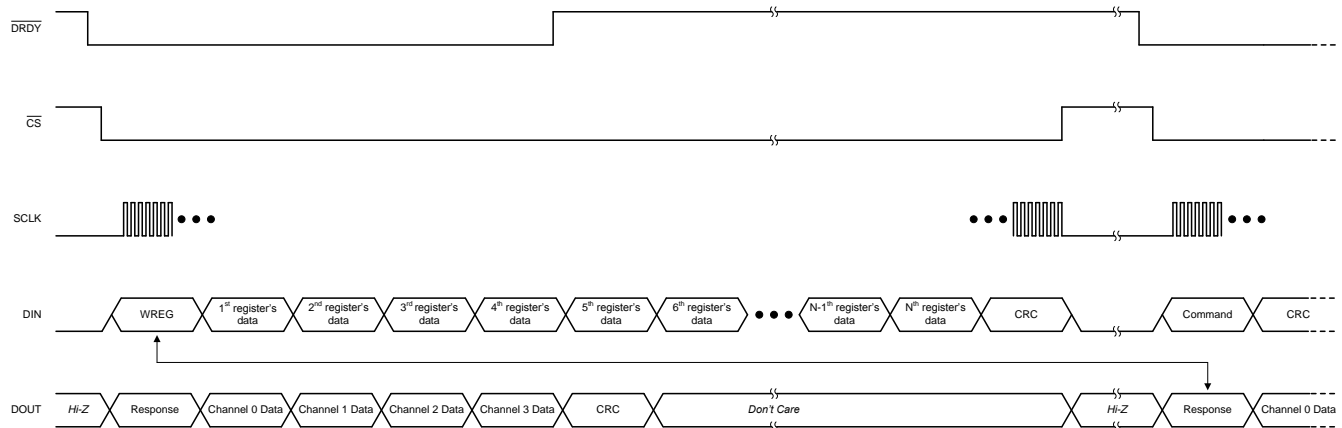 DRDY
CS
SCLK
DIN
WREG
1st register's
data
2nd register's
data
3rd register's
data
4th register's
data
5th register's
data
6th register's
data
N-1th register's
data
Nth register's
data
CRC
Command
CRC
DOUT
Hi-Z
Response
Channel 0 Data
Channel 1 Data
Channel 2 Data
Channel 3 Data
CRC
Don't Care
Hi-Z
Response
Channel 0 Data